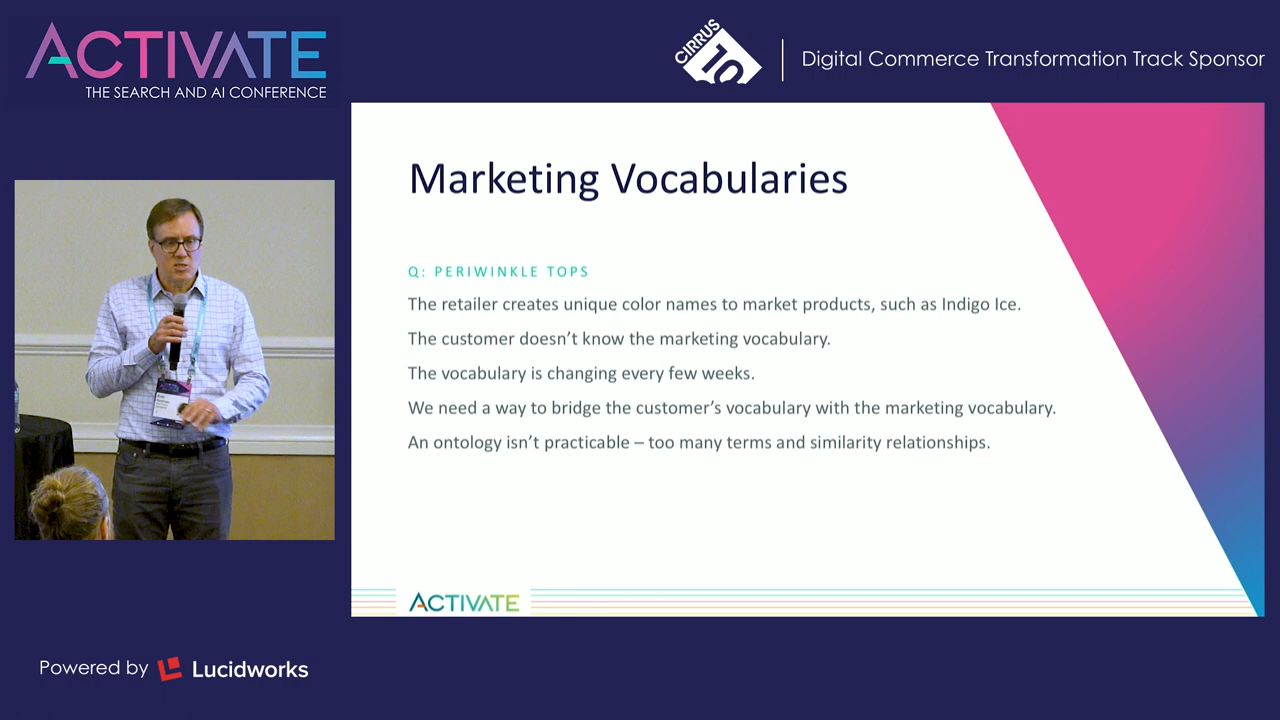 ACTIVATE
THE SEARCH AND AI CONFERENCE
CIRRUS
10
Digital Commerce Transformation Track Sponsor
Marketing Vocabularies
Q: PERIWINKLE TOPS
The retailer creates unique color names to market products, such as Indigo Ice.
The customer doesn’t know the marketing vocabulary.
The vocabulary is changing every few weeks.
We need a way to bridge the customer’s vocabulary with the marketing vocabulary.
An ontology isn’t practicable – too many terms and similarity relationships.
ACTIVATE
Powered by Lucidworks